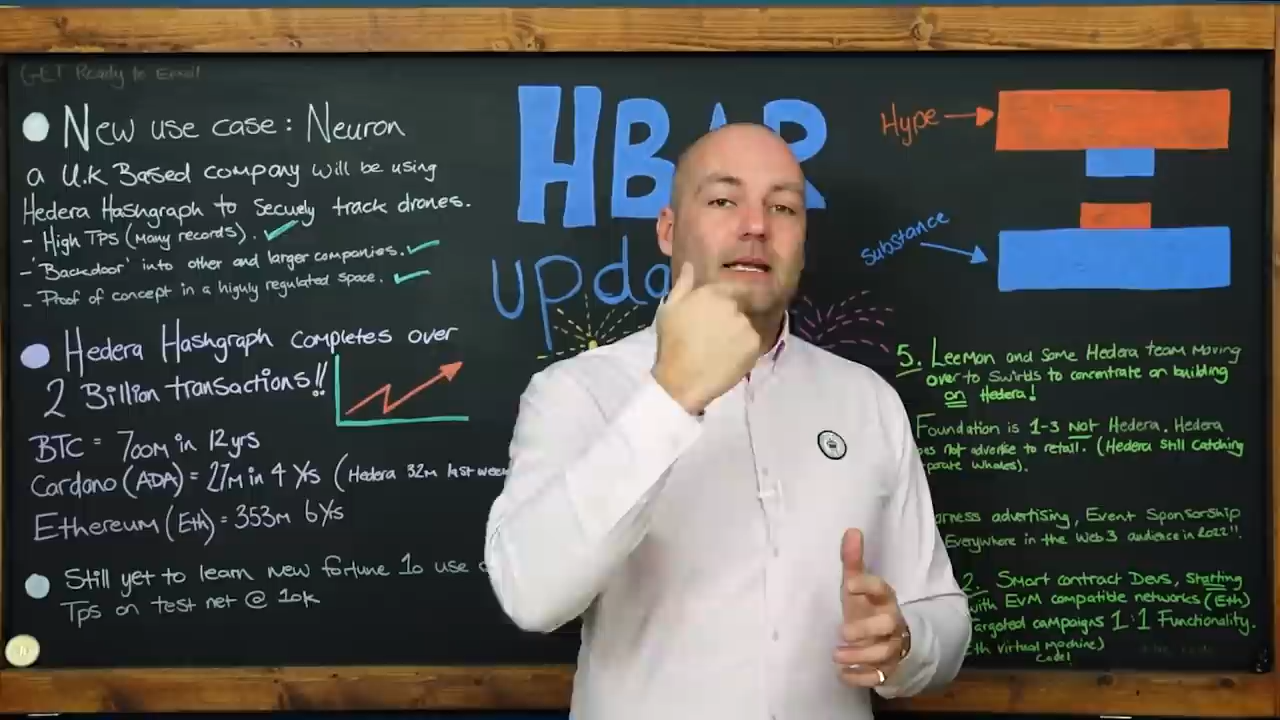 GET Ready to Email
New use case: Neuron
a U.K Based company will be using
Hedera Hashgraph to Securely track drones.
- High TPS (Many records).
- 'Backdoor' into other and larger companies.
- Proof of concept in a highly regulated space.
Hedera Hashgraph completes over
2 Billion transactions!!
BTC = 700M in 12yrs
Cardano (ADA) = 27M in 4 Yrs (Hedera 32M last week
Ethereum (Eth) = 353M 6Yrs
Still yet to learn new fortune 10 use
Tps on test net @ 10k
HBAR
upda
Hype
Substance
5. Leemon and some Hedera team moving
over to Swirlds to concentrate on building
on Hedera!
Foundation is 1-3 Not Hedera. Hedera
not advertise to retail. (Hedera Still Catching
Whales).
advertising, Event Sponsorship
Everywhere in the Web3 audience in 2022!!
2. Smart contract Devs, starting
with EVM compatible networks (Eth)
campaigns 1:1 Functionality.
Virtual Machine)
Code!